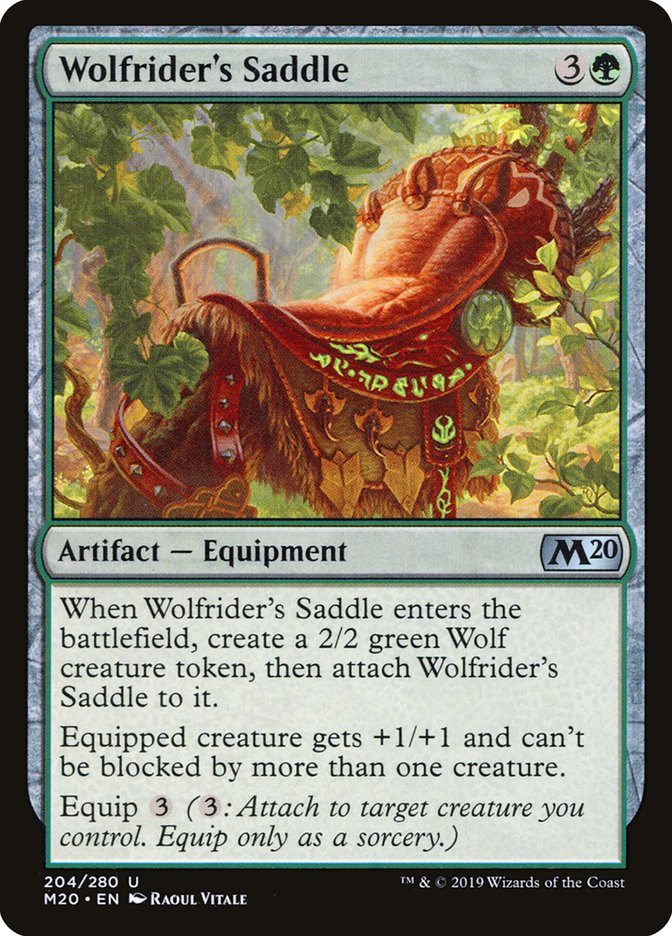 Wolfrider's Saddle 3
Artifact — Equipment M20
When Wolfrider's Saddle enters the
battlefield, create a 2/2 green Wolf
creature token, then attach Wolfrider's
Saddle to it.
Equipped creature gets +1/+1 and can't
be blocked by more than one creature.
Equip 3 (3: Attach to target creature you
control. Equip only as a sorcery.)
204/280 U
M20 • EN Raoul Vitale
™ & © 2019 Wizards of the Coast